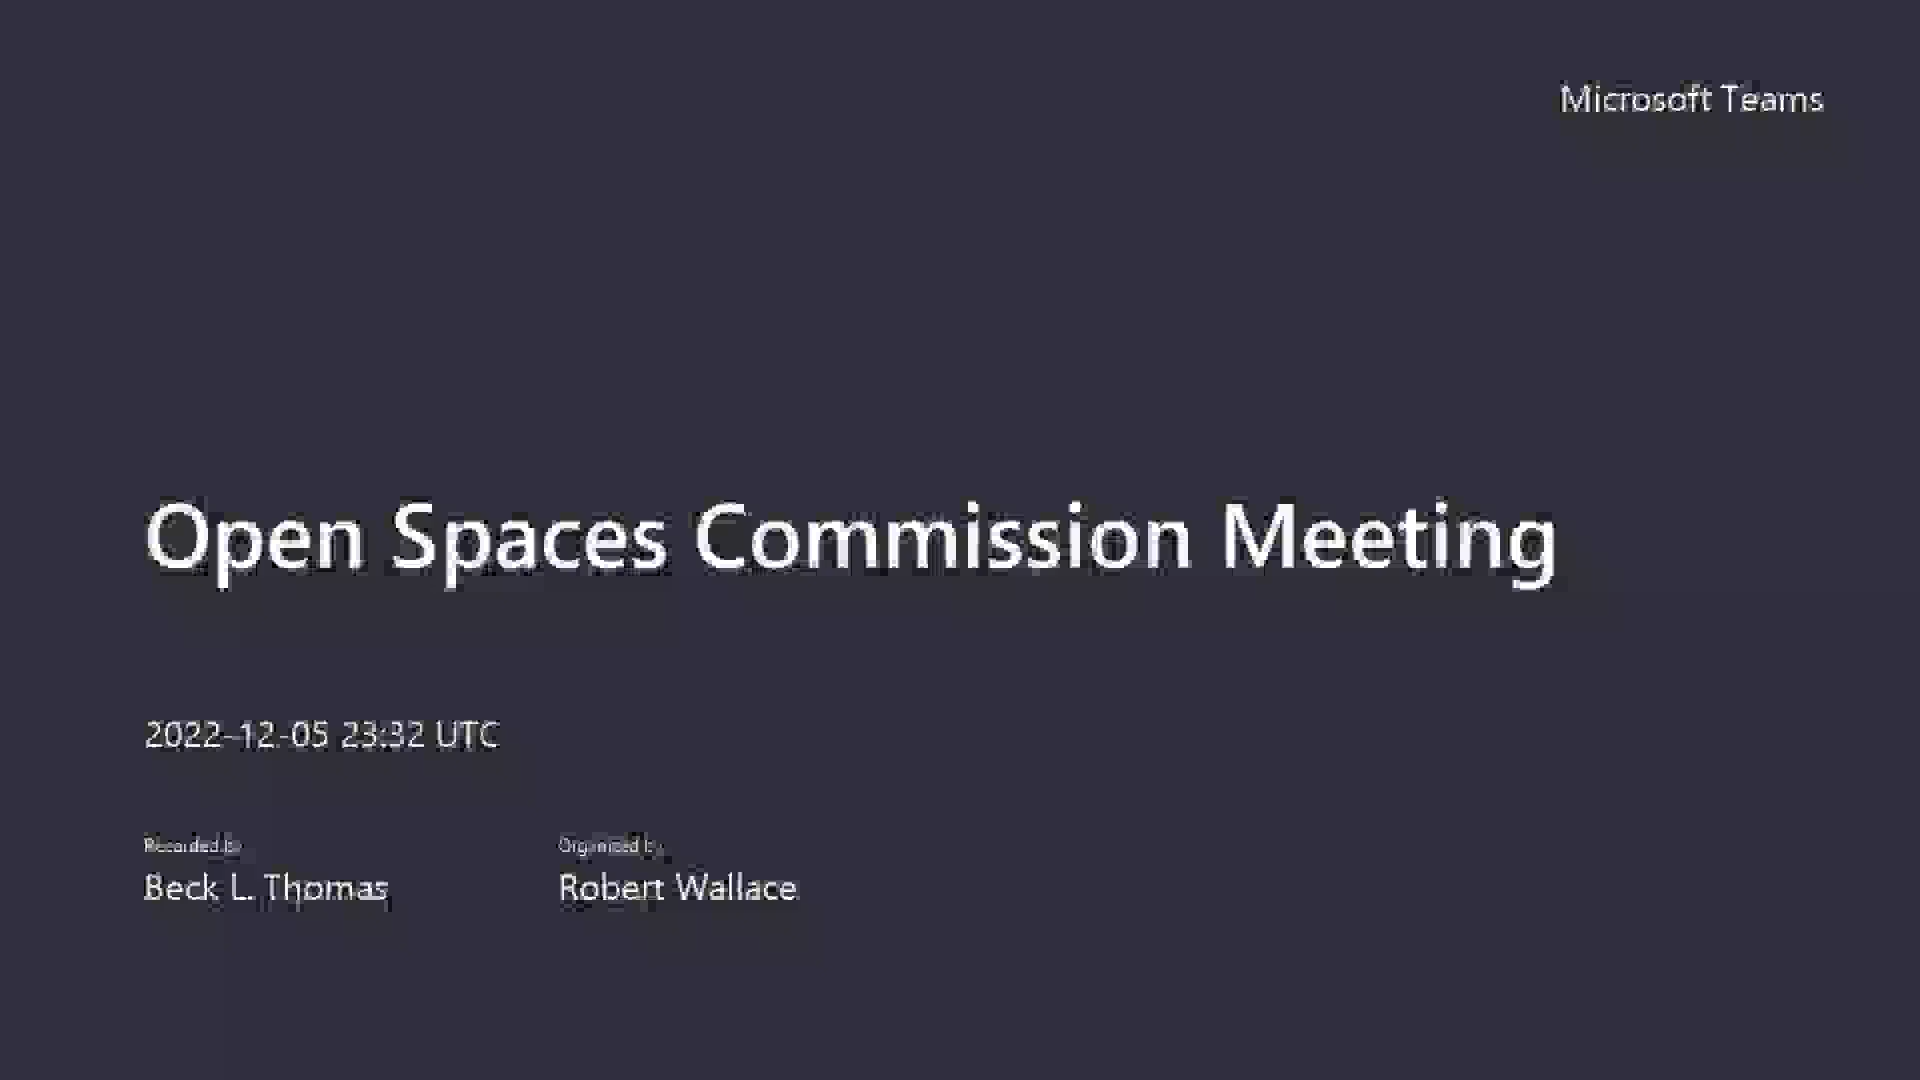 Microsoft Teams
Open Spaces Commission Meeting
2022-12-05 23:32 UTC
Recorded by
Organized by
Beck L. Thomas
Robert Wallace